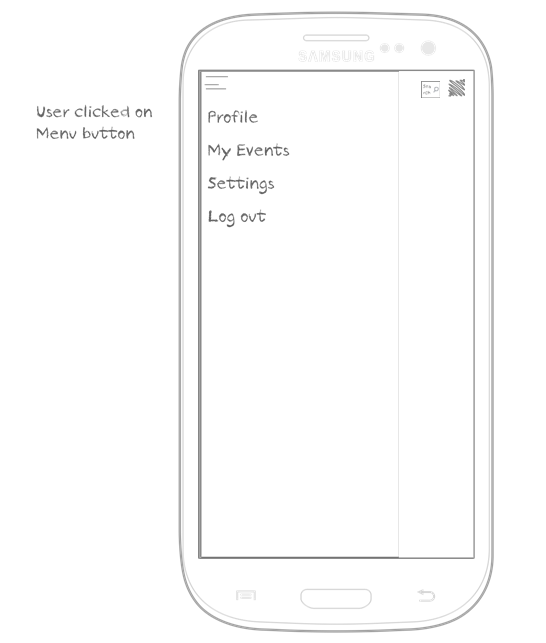 SAMSUNG
User clicked on
Menu button
Profile
My Events
Settings
Log out